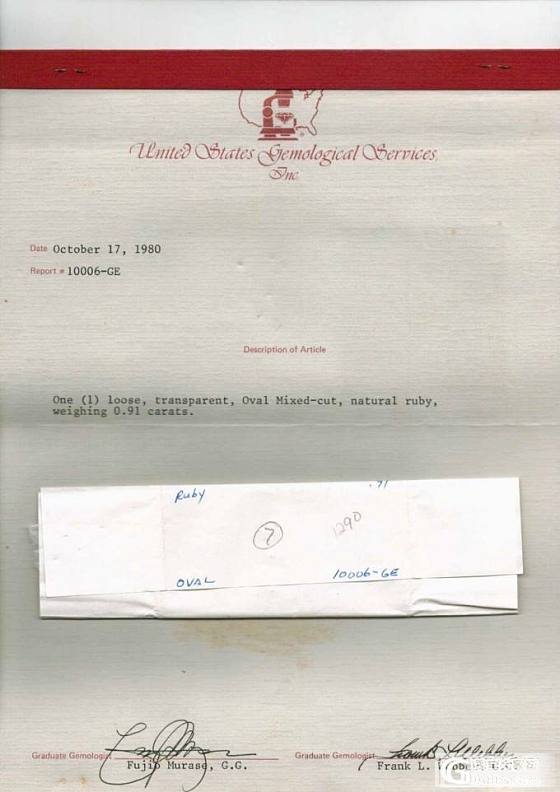 United States Gemological Services,
Inc.
Date October 17, 1980
Report # 10006-GE
Description of Article
One (1) loose, transparent, Oval Mixed-cut, natural ruby,
weighing 0.91 carats.
Ruby .91
7 1290
OVAL 10006-GE
Graduate Gemologist Graduate Gemologist
Fujio Murase, G.G. Frank L.